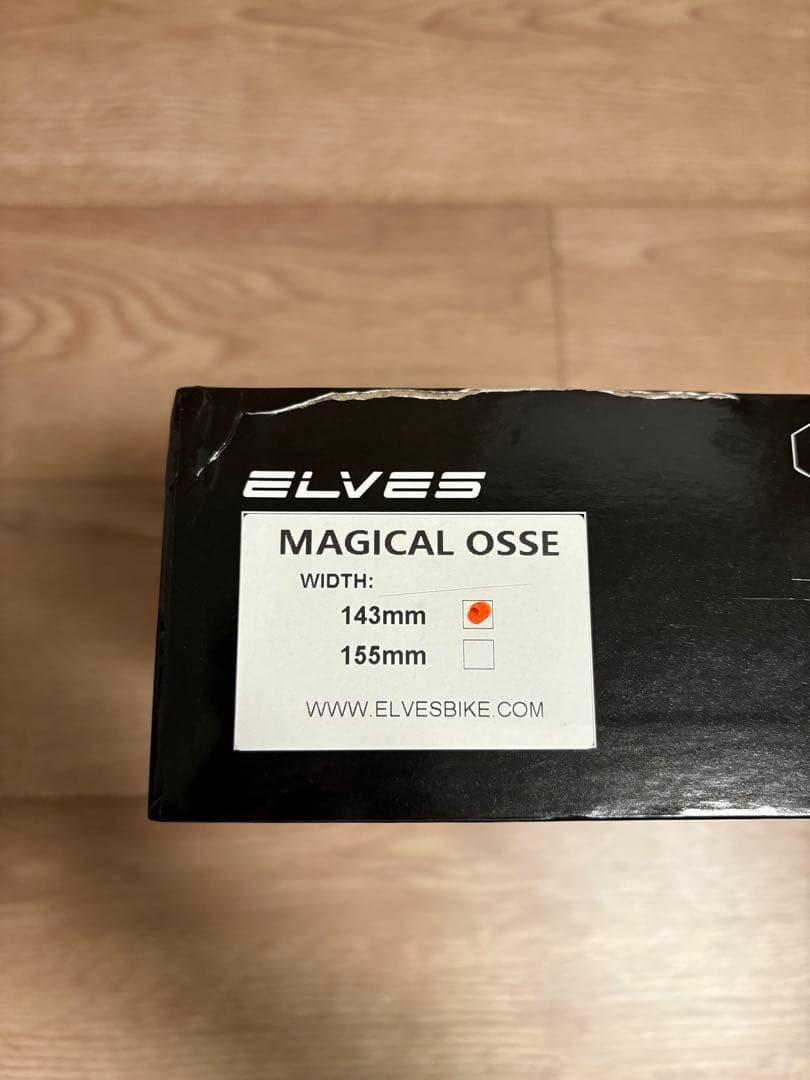 ELVES
MAGICAL OSSE
WIDTH:
143mm
155mm
WWW.ELVESBIKE.COM